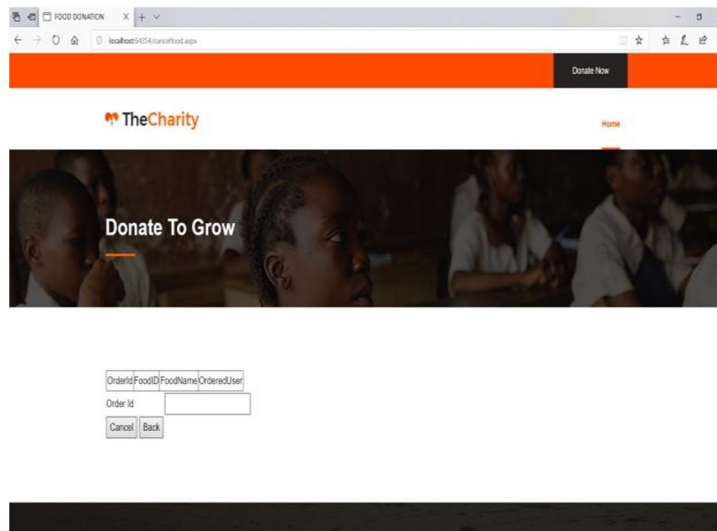 FOOD DONATION
localhost:64354/cancelfood.aspx
Donate Now
TheCharity
Home
Donate To Grow
OrderId FoodID FoodName OrderedUser
Order Id
Cancel Back